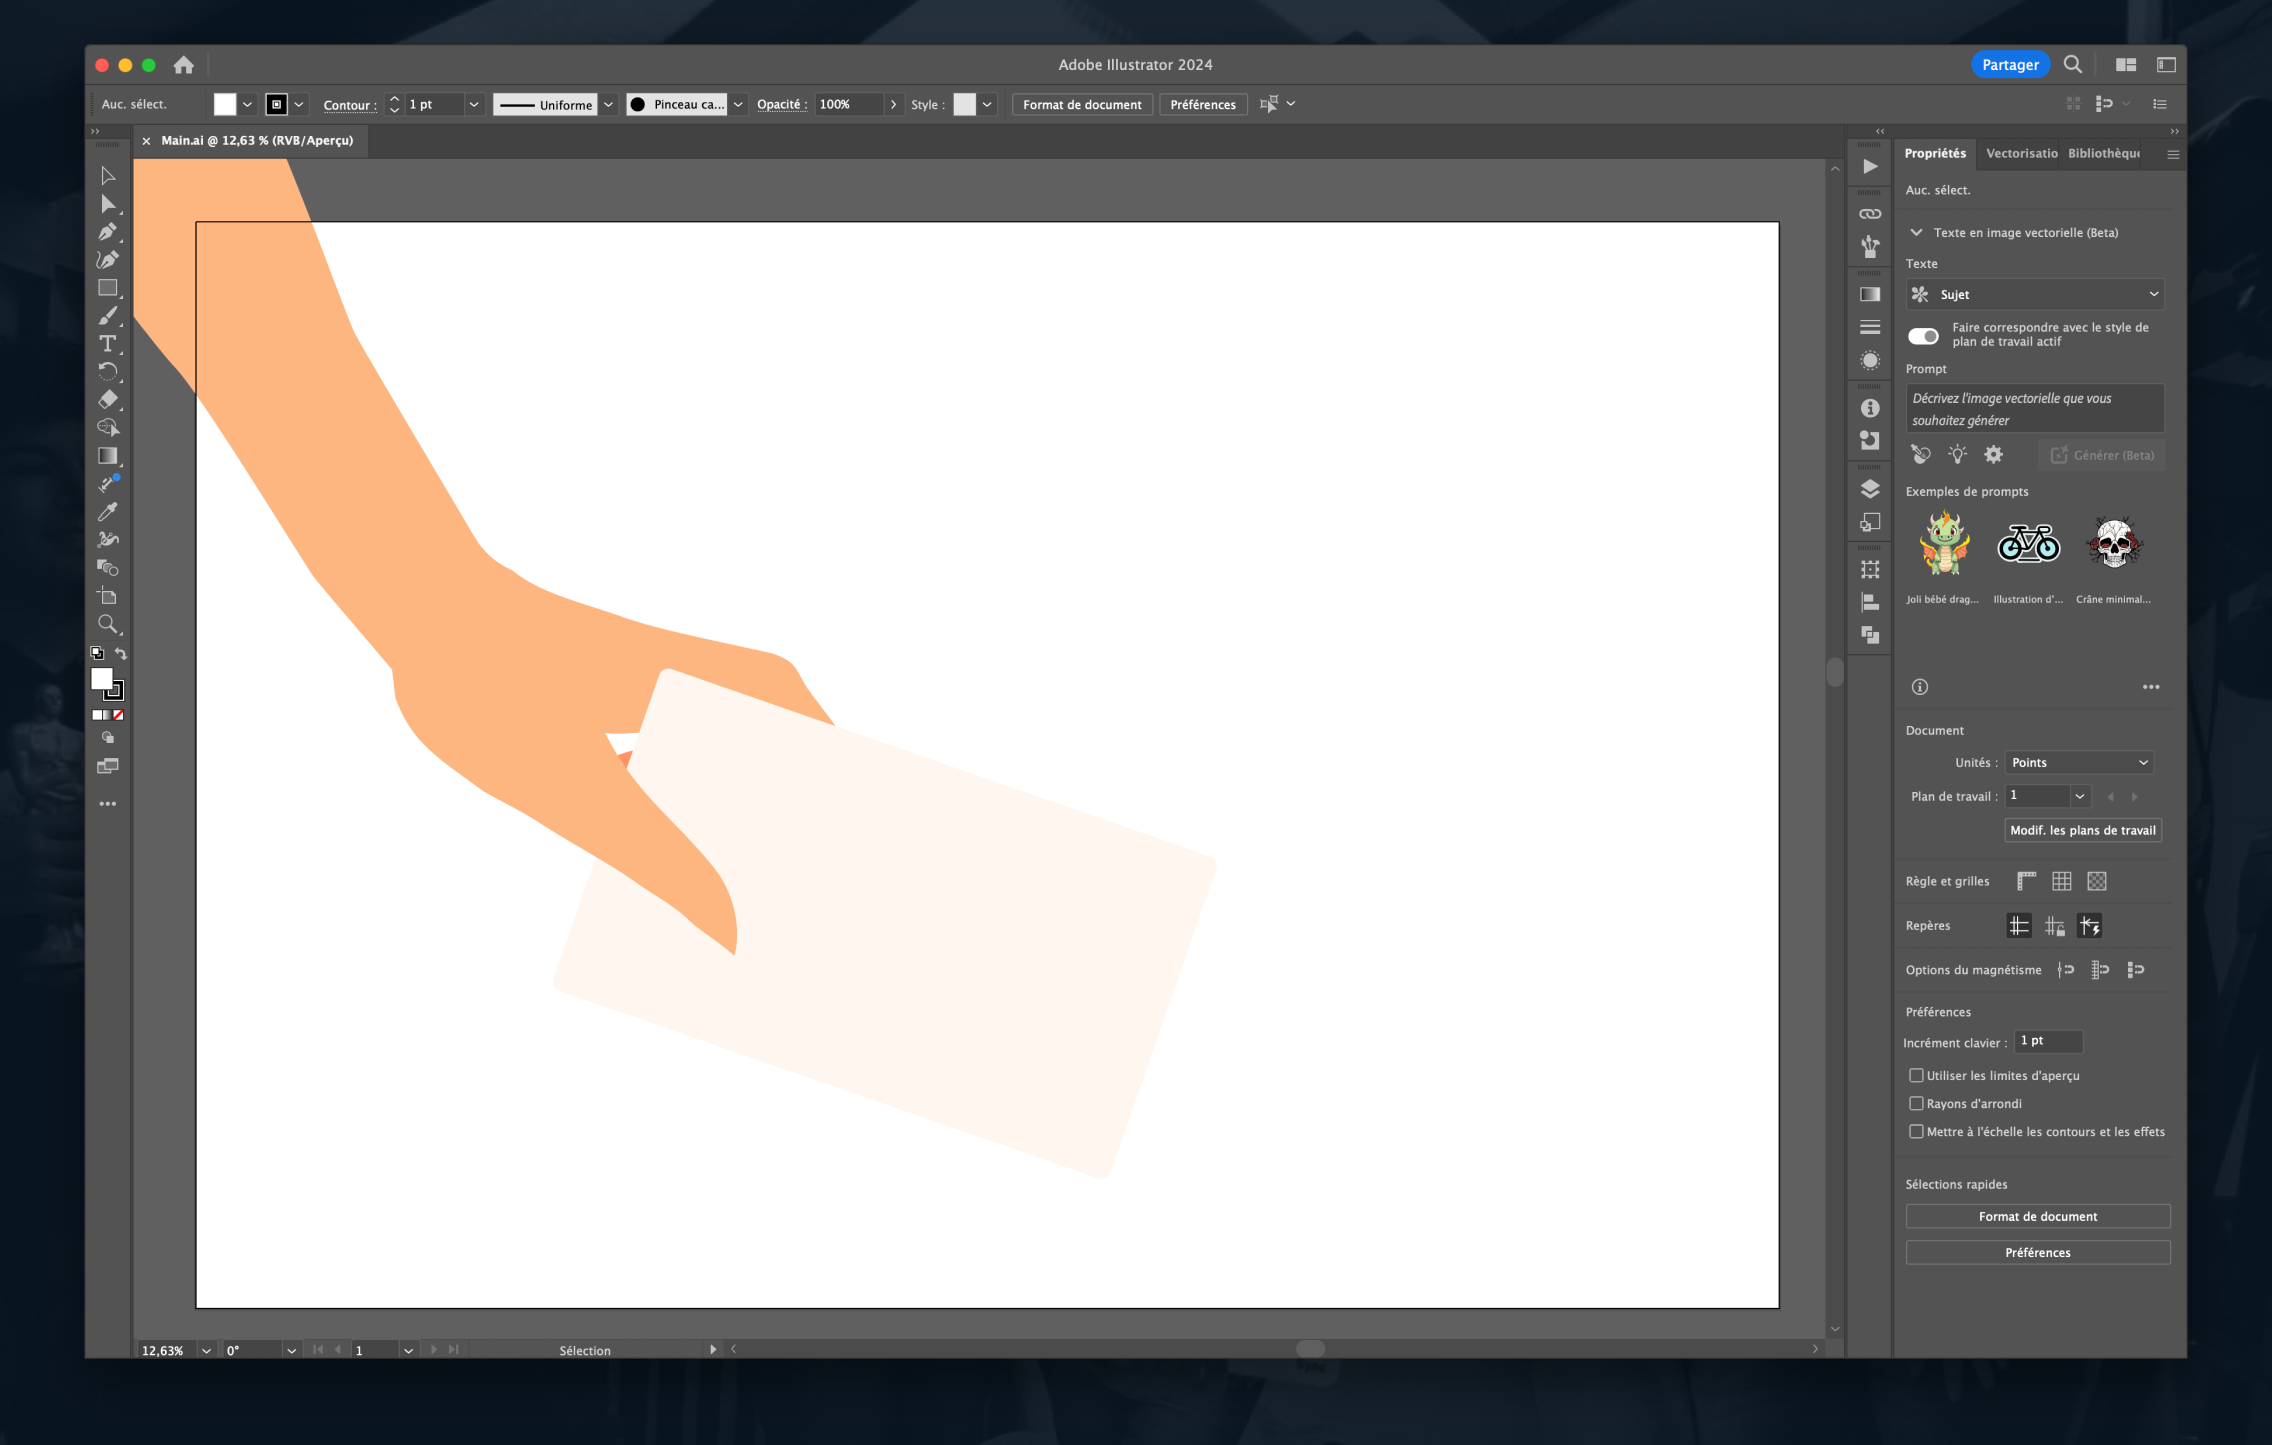 Adobe Illustrator 2024
Partager
Auc. sélect.
Contour :
1 pt
Uniforme
Pinceau ca...
Opacité :
100%
Style :
Format de document
Préférences
Main.ai @ 12,63 % (RVB/Aperçu)
Propriétés
Vectorisatio
Bibliothèqu
Auc. sélect.
Texte en image vectorielle (Beta)
Texte
Sujet
Faire correspondre avec le style de
plan de travail actif
Prompt
Décrivez l'image vectorielle que vous
souhaitez générer
Générer (Beta)
Exemples de prompts
Joli bébé drag...
Illustration d'...
Crâne minimal...
Document
Unités :
Points
Plan de travail :
1
Modif. les plans de travail
Règle et grilles
Repères
Options du magnétisme
Préférences
Incrément clavier :
1 pt
Utiliser les limites d'aperçu
Rayons d'arrondi
Mettre à l'échelle les contours et les effets
Sélections rapides
Format de document
Préférences
12,63%
0°
1
Sélection